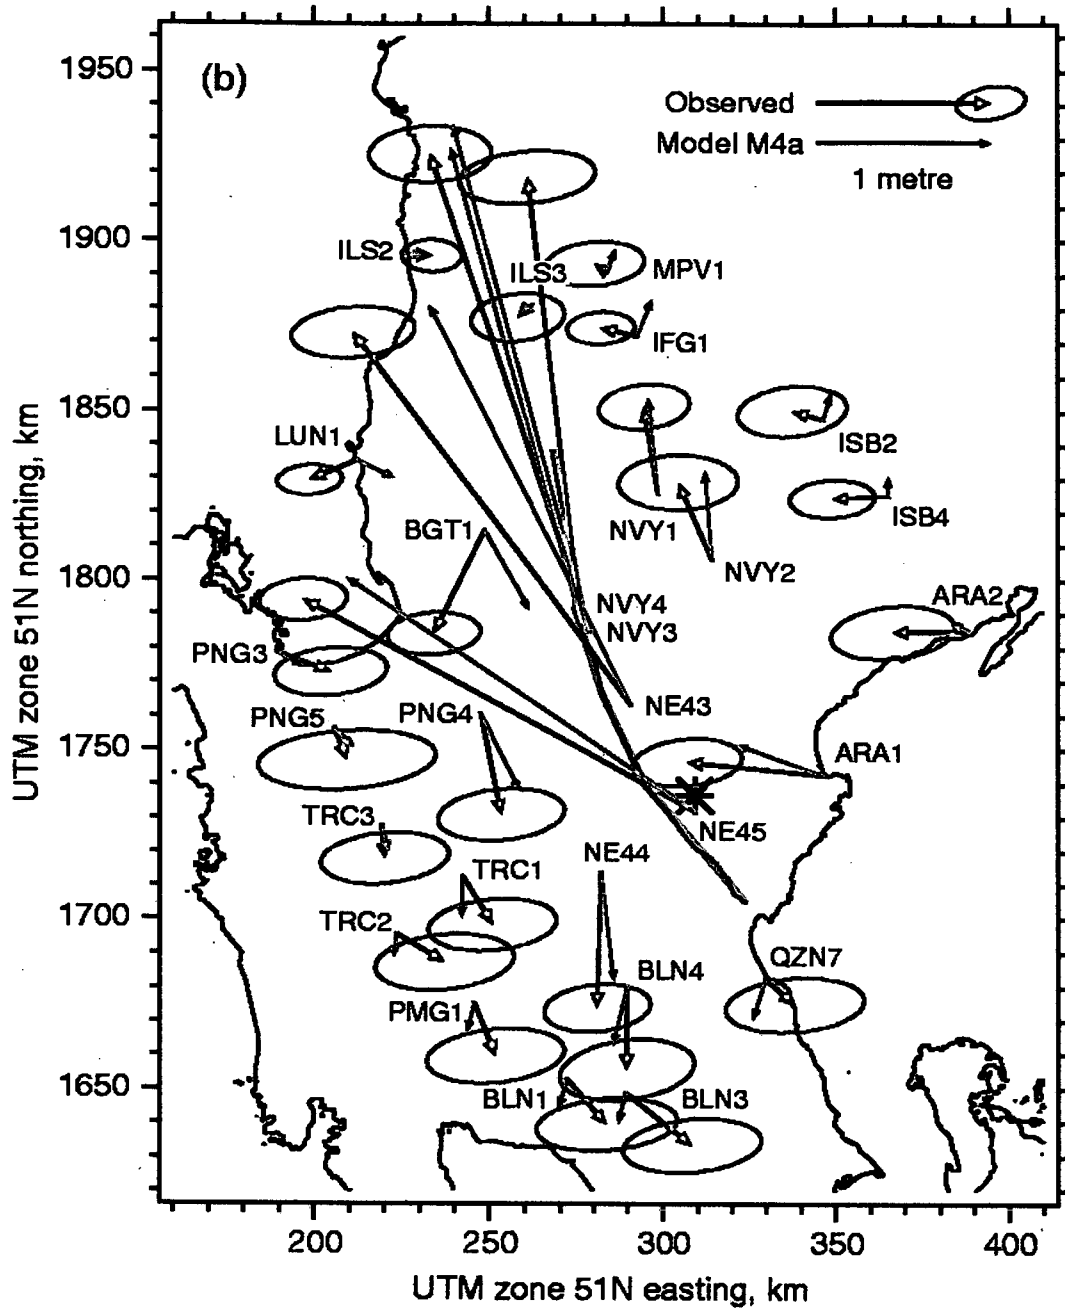 (b)
Observed
Model M4a
1 metre
1950
1900
1850
1800
1750
1700
1650
UTM zone 51N northing, km
ILS2
ILS3
MPV1
IFG1
LUN1
ISB2
ISB4
BGT1
NVY1
NVY2
NVY4
NVY3
ARA2
PNG3
PNG5
PNG4
NE43
ARA1
TRC3
NE45
TRC1
NE44
TRC2
BLN4
QZN7
PMG1
BLN1
BLN3
200
250
300
350
400
UTM zone 51N easting, km